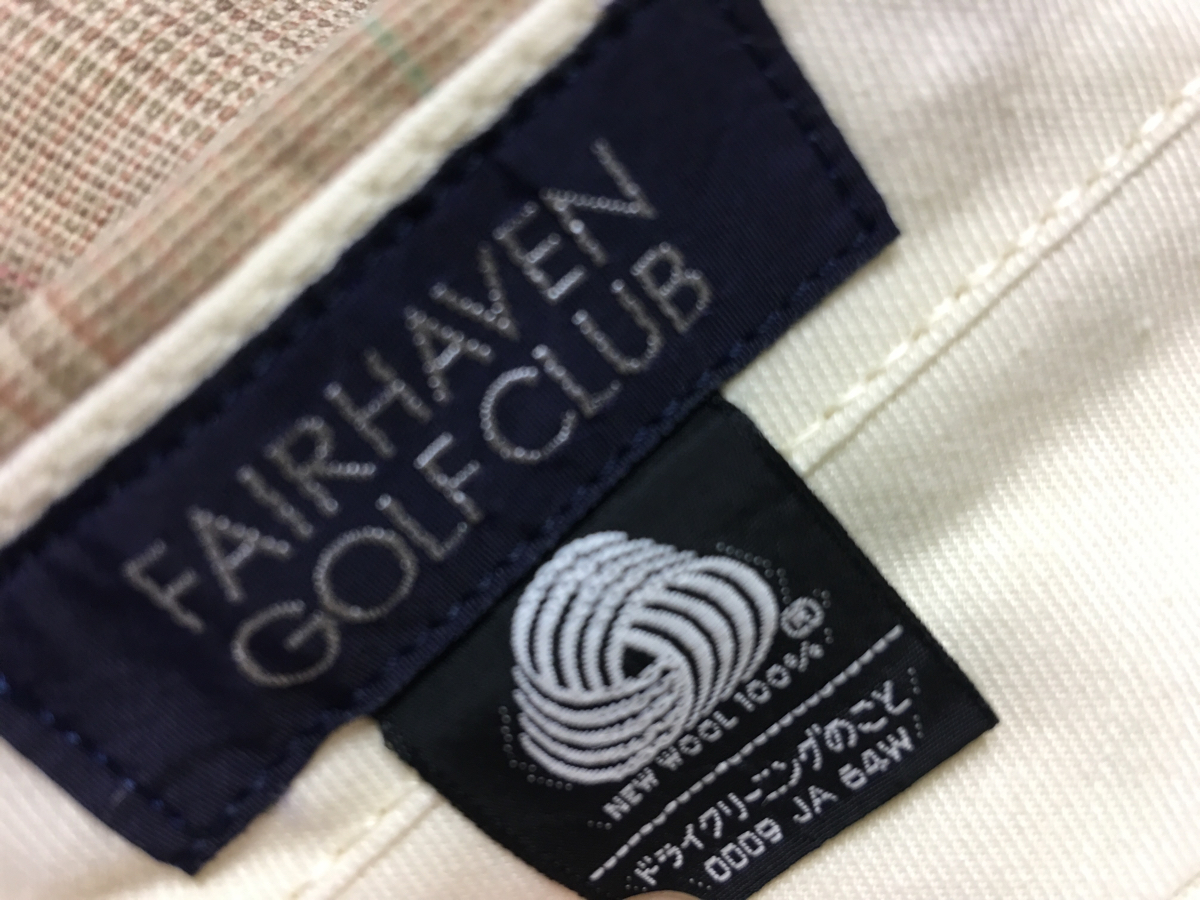 FAIRHAVEN
GOLF CLUB
®
NEW WOOL 100%
ドライクリーニングのこと
0009 JA 64W